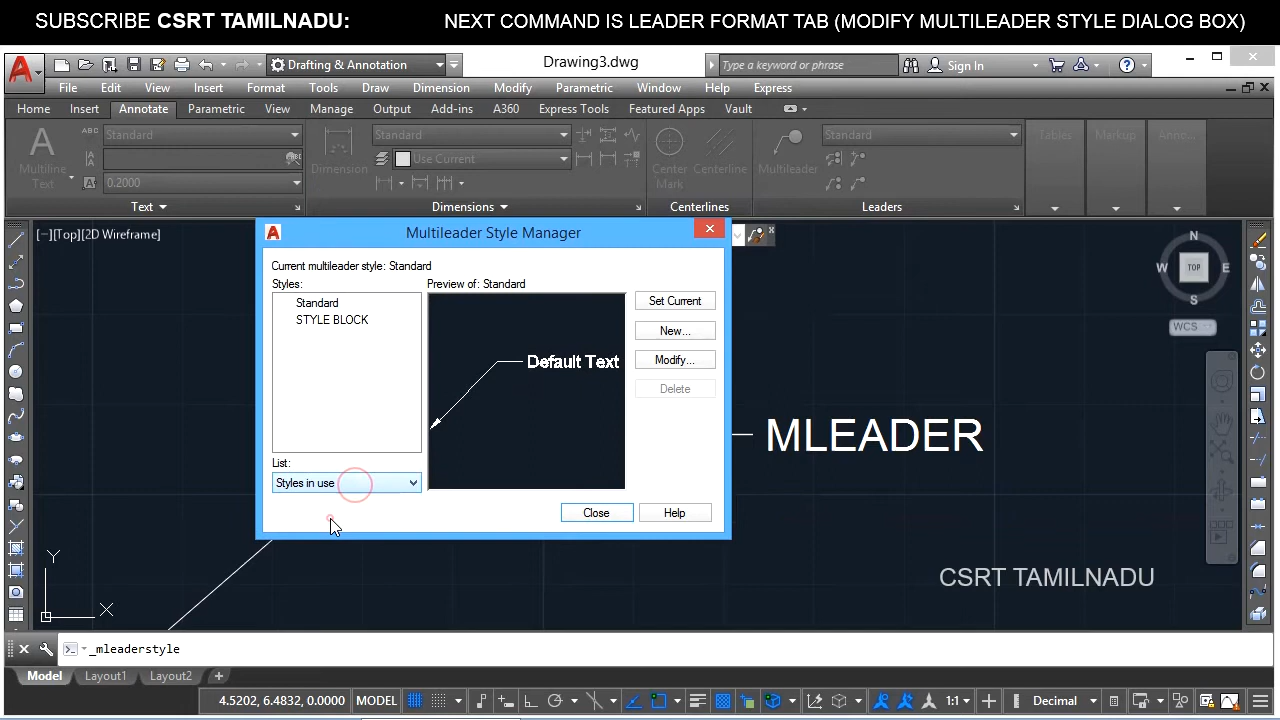 SUBSCRIBE CSRT TAMILNADU: NEXT COMMAND IS LEADER FORMAT TAB (MODIFY MULTILEADER STYLE DIALOG BOX)
Drafting & Annotation Drawing3.dwg Type a keyword or phrase Sign In
File Edit View Insert Format Tools Draw Dimension Modify Parametric Window Help Express
Home Insert Annotate Parametric View Manage Output Add-ins A360 Express Tools Featured Apps Vault
ABC Standard Standard Standard Tables Markup Anno...
Use Current
Multiline Text Dimension Center Mark Centerline Multileader
0.2000
Text Dimensions Centerlines Leaders
[−][Top][2D Wireframe]
Multileader Style Manager
N
W TOP E
S
WCS
Current multileader style: Standard
Styles: Preview of: Standard
Standard Set Current
STYLE BLOCK New...
Default Text Modify...
Delete
MLEADER
List:
Styles in use
Close Help
Y
X
CSRT TAMILNADU
_mleaderstyle
Model Layout1 Layout2 +
4.5202, 6.4832, 0.0000 MODEL 1:1 Decimal